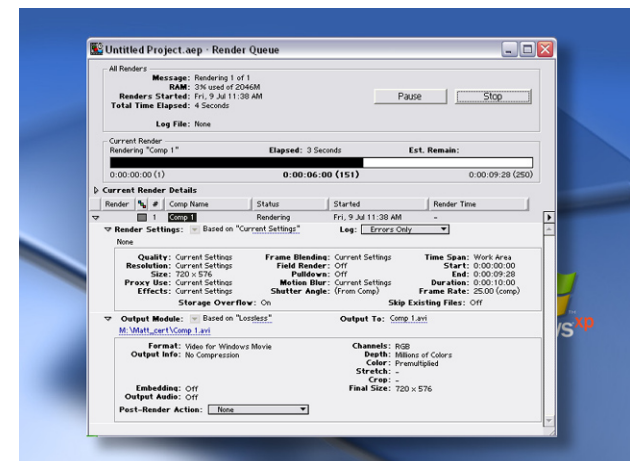 Untitled Project.aep · Render Queue
All Renders
Message: Rendering 1 of 1
RAM: 3% used of 2046M
Renders Started: Fri, 9 Jul 11:38 AM
Total Time Elapsed: 4 Seconds
Pause Stop
Log File: None
Current Render
Rendering "Comp 1" Elapsed: 3 Seconds Est. Remain:
0:00:00:00 (1) 0:00:06:00 (151) 0:00:09:28 (250)
Current Render Details
Render # Comp Name Status Started Render Time
1 Comp 1 Rendering Fri, 9 Jul 11:38 AM -
Render Settings: Based on "Current Settings" Log: Errors Only
None
Quality: Current Settings Frame Blending: Current Settings Time Span: Work Area
Resolution: Current Settings Field Render: Off Start: 0:00:00:00
Size: 720 x 576 Pulldown: Off End: 0:00:09:28
Proxy Use: Current Settings Motion Blur: Current Settings Duration: 0:00:10:00
Effects: Current Settings Shutter Angle: (From Comp) Frame Rate: 25.00 (comp)
Storage Overflow: On Skip Existing Files: Off
Output Module: Based on "Lossless" Output To: Comp 1.avi
M:\Matt_cert\Comp 1.avi
Format: Video for Windows Movie Channels: RGB
Output Info: No Compression Depth: Millions of Colors
Color: Premultiplied
Stretch: -
Crop: -
Embedding: Off Final Size: 720 x 576
Output Audio: Off
Post-Render Action: None
ws xp